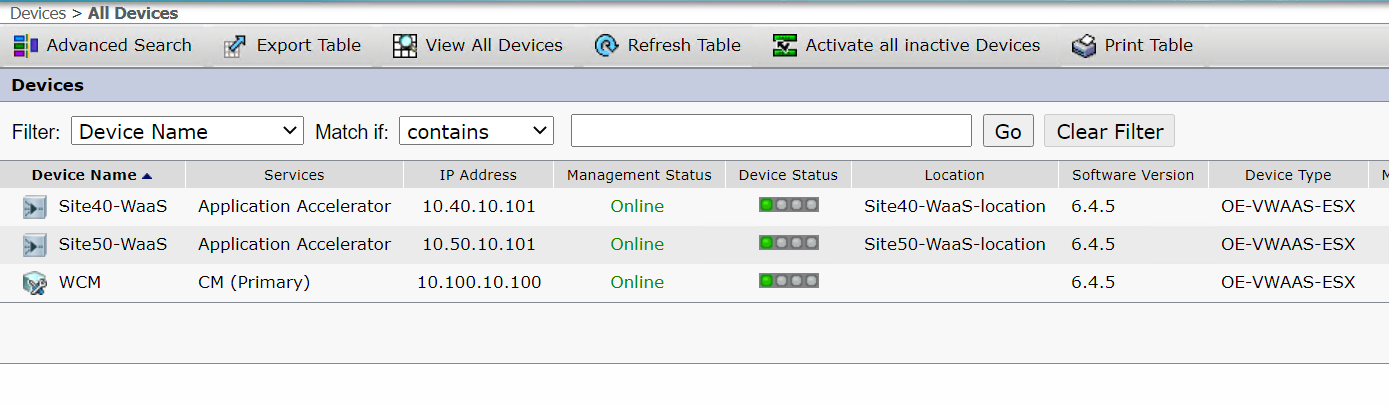 Devices > All Devices
Advanced Search Export Table View All Devices Refresh Table Activate all inactive Devices Print Table
Devices
Filter: Device Name Match if: contains Go Clear Filter
Device Name Services IP Address Management Status Device Status Location Software Version Device Type M
Site40-WaaS Application Accelerator 10.40.10.101 Online Site40-WaaS-location 6.4.5 OE-VWAAS-ESX
Site50-WaaS Application Accelerator 10.50.10.101 Online Site50-WaaS-location 6.4.5 OE-VWAAS-ESX
WCM CM (Primary) 10.100.10.100 Online 6.4.5 OE-VWAAS-ESX